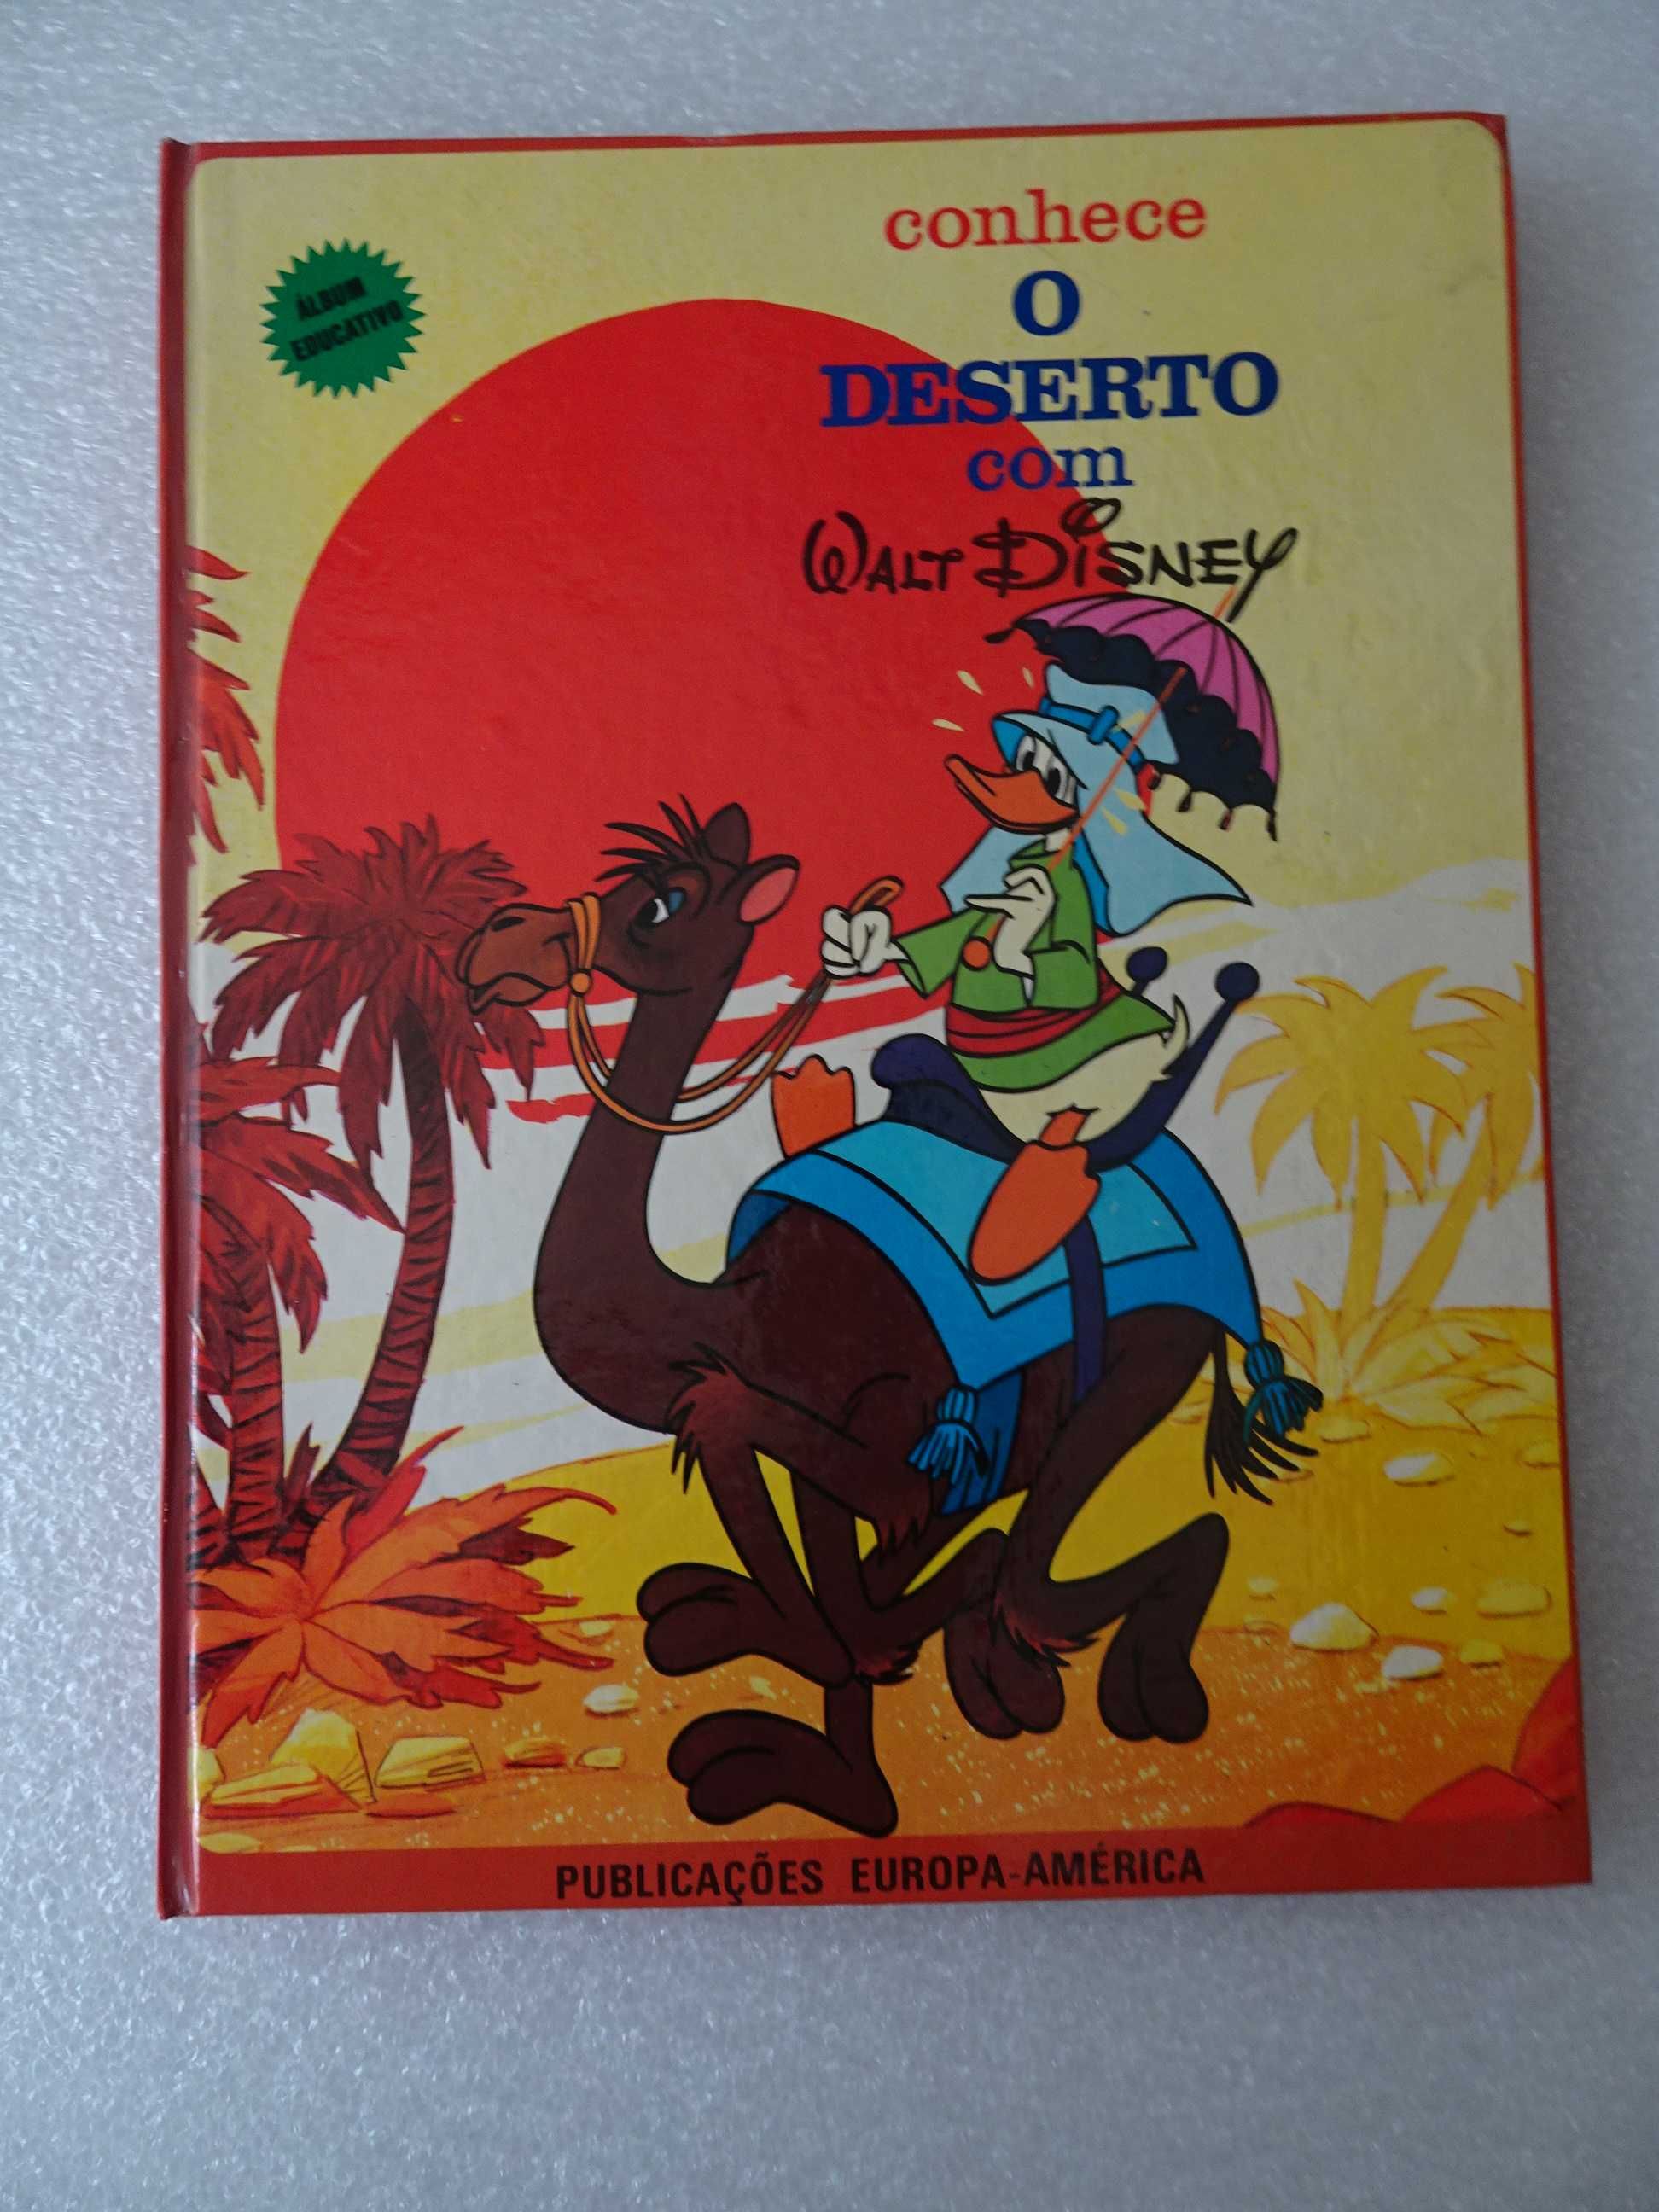 conhece
O
DESERTO
com
WALT DISNEY
ÁLBUM
EDUCATIVO
PUBLICAÇÕES EUROPA-AMÉRICA